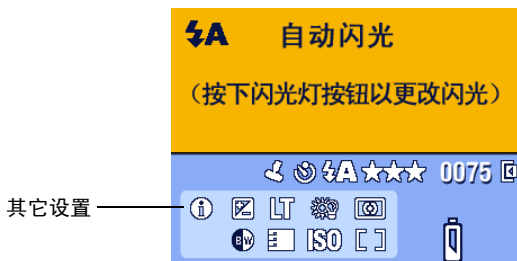 ⚡A 自动闪光
（按下闪光灯按钮以更改闪光）
⚡A ★★★ 0075
其它设置
i LT
BW ISO [ ]